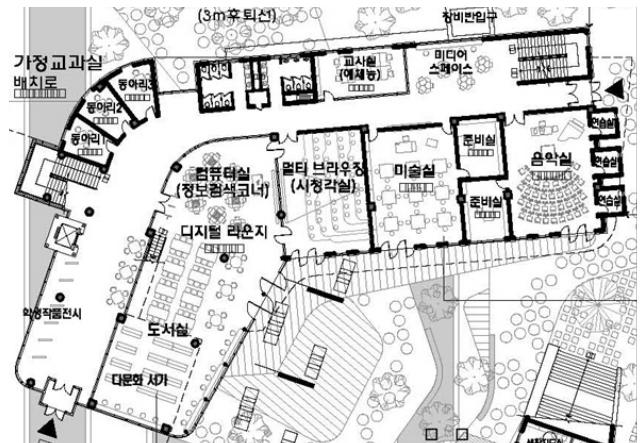 (3m후퇴선)
장비반입구
가정교과실
배치로
동아리3
동아리2
동아리1
교사실
(예체능)
미디어
스페이스
컴퓨터실
(정보검색코너)
멀티 브라우징
(시청각실)
미술실
준비실
준비실
음악실
연습실
연습실
연습실
디지털 라운지
학생작품전시
도서실
다문화 서가